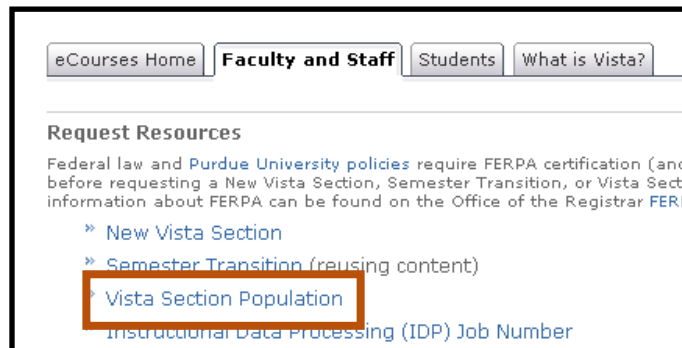 eCourses Home Faculty and Staff Students What is Vista?
Request Resources
Federal law and Purdue University policies require FERPA certification (and
before requesting a New Vista Section, Semester Transition, or Vista Sect
information about FERPA can be found on the Office of the Registrar FER
» New Vista Section
» Semester Transition (reusing content)
Vista Section Population
Instructional Data Processing (IDP) Job Number